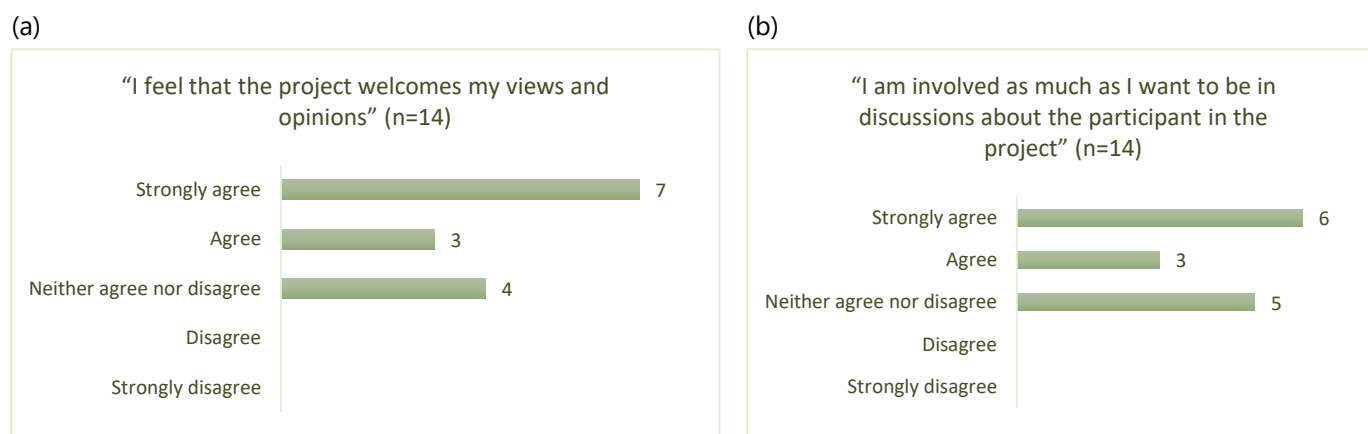 (a)
“I feel that the project welcomes my views and
opinions” (n=14)
Strongly agree 7
Agree 3
Neither agree nor disagree 4
Disagree
Strongly disagree
(b)
“I am involved as much as I want to be in
discussions about the participant in the
project” (n=14)
Strongly agree 6
Agree 3
Neither agree nor disagree 5
Disagree
Strongly disagree